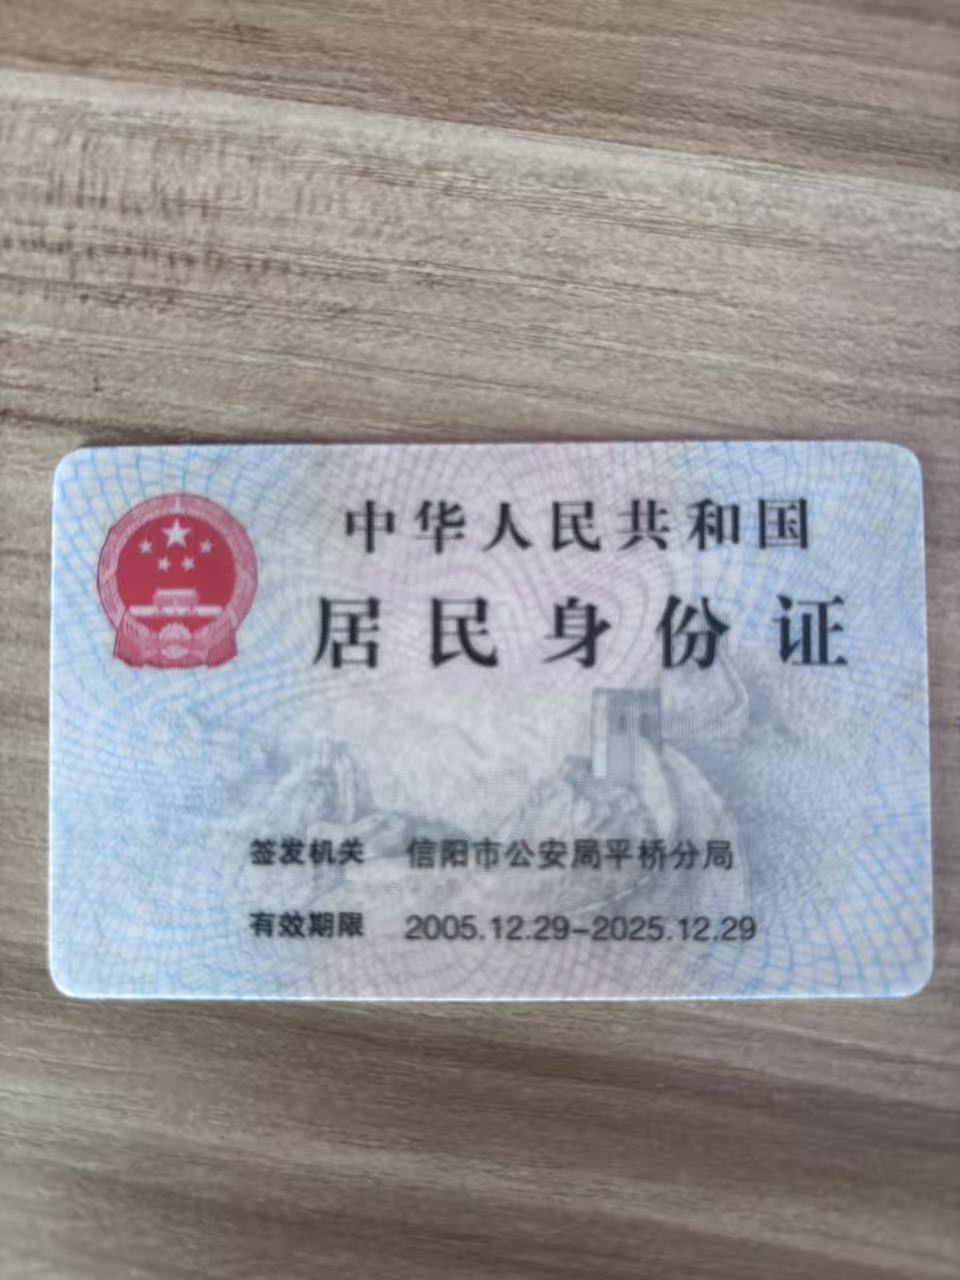 中华人民共和国
居民身份证
签发机关 信阳市公安局平桥分局
有效期限 2005.12.29-2025.12.29